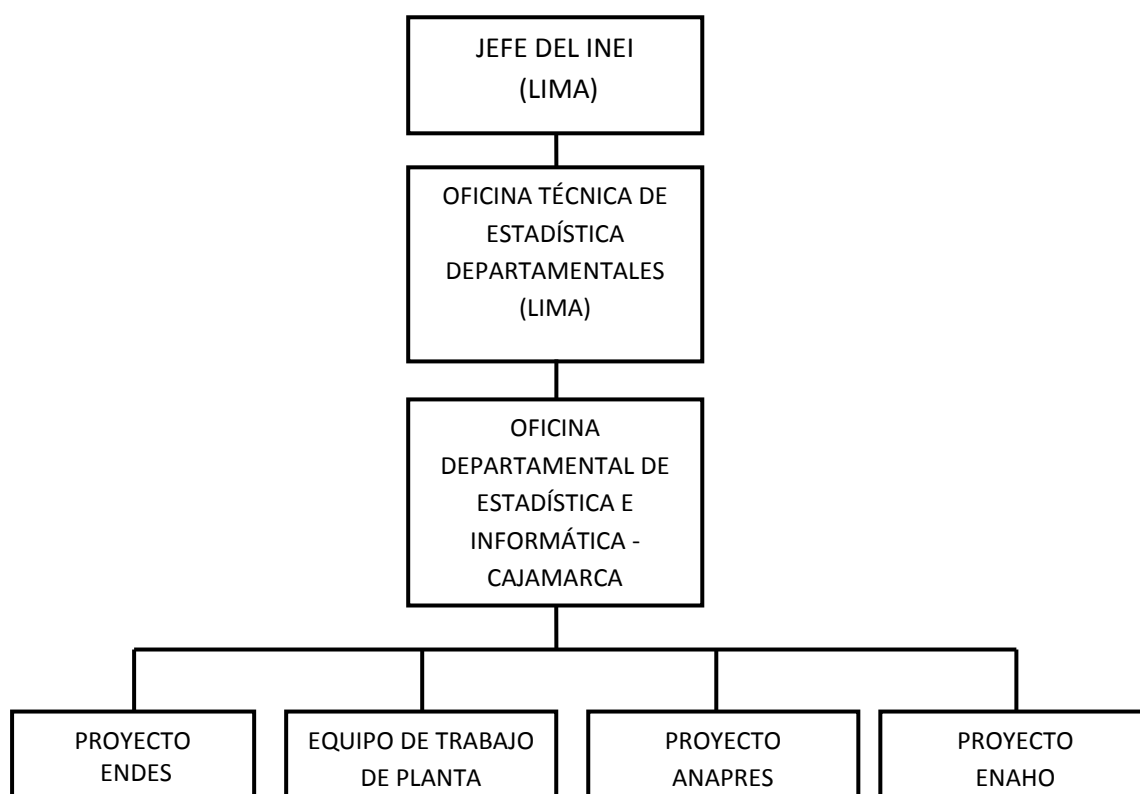 JEFE DEL INEI
(LIMA)
OFICINA TÉCNICA DE
ESTADÍSTICA
DEPARTAMENTALES
(LIMA)
OFICINA
DEPARTAMENTAL DE
ESTADÍSTICA E
INFORMÁTICA -
CAJAMARCA
PROYECTO
ENDES
EQUIPO DE TRABAJO
DE PLANTA
PROYECTO
ANAPRES
PROYECTO
ENAHO